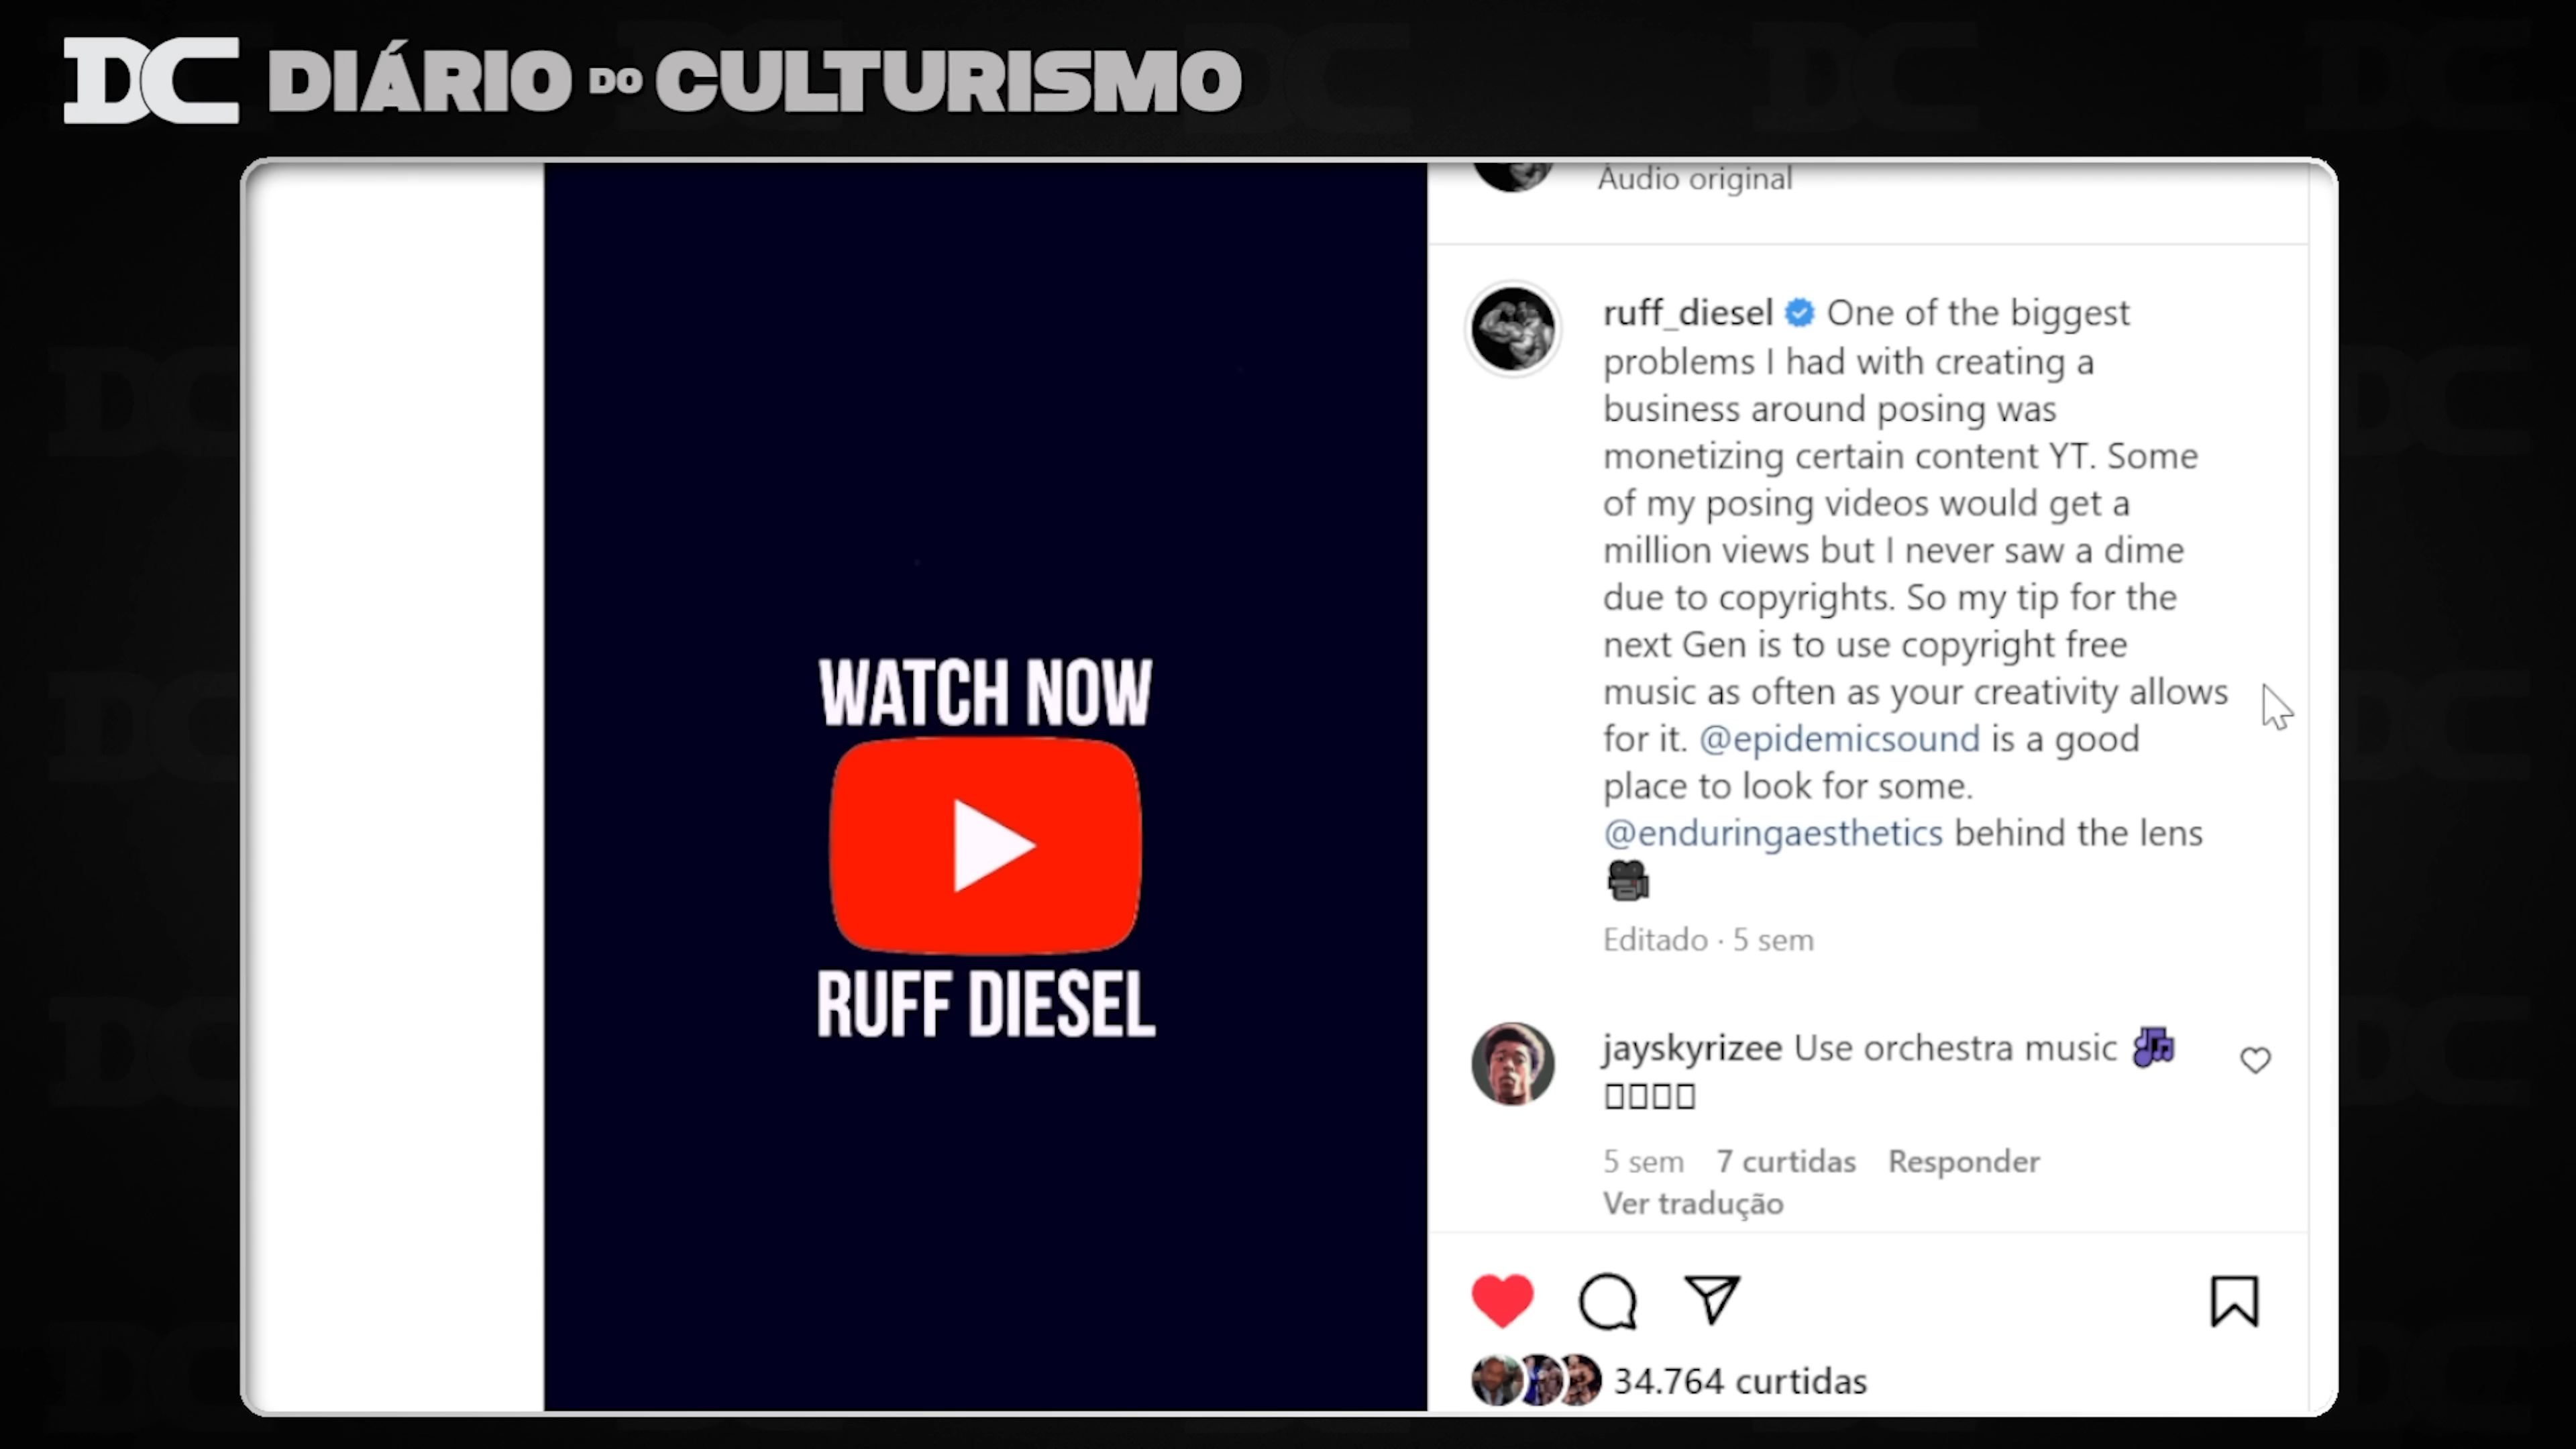 DC DIÁRIO DO CULTURISMO
Áudio original
ruff_diesel One of the biggest
problems I had with creating a
business around posing was
monetizing certain content YT. Some
of my posing videos would get a
million views but I never saw a dime
due to copyrights. So my tip for the
next Gen is to use copyright free
music as often as your creativity allows
for it. @epidemicsound is a good
place to look for some.
@enduringaesthetics behind the lens
Editado · 5 sem
WATCH NOW
RUFF DIESEL
jayskyrizee Use orchestra music
5 sem 7 curtidas Responder
Ver tradução
34.764 curtidas